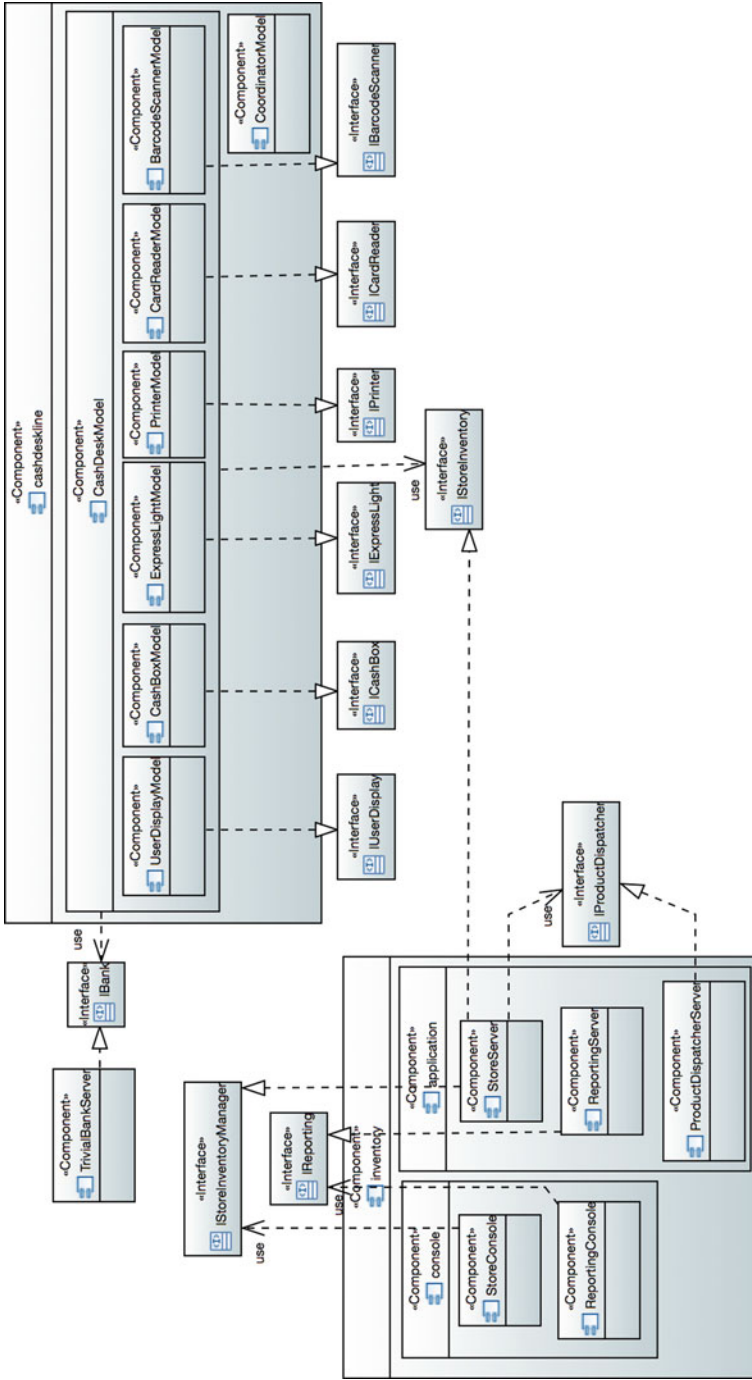 «Component»
cashdeskline
«Component»
CashDeskModel
«Component»
UserDisplayModel
«Component»
CashBoxModel
«Component»
ExpressLightModel
«Component»
PrinterModel
«Component»
CardReaderModel
«Component»
BarcodeScannerModel
«Component»
CoordinatorModel
«Interface»
IUserDisplay
«Interface»
ICashBox
«Interface»
IExpressLight
«Interface»
IPrinter
«Interface»
ICardReader
«Interface»
IBarcodeScanner
use
«Interface»
IStoreInventory
«Component»
TrivialBankServer
«Interface»
IBank
use
«Interface»
IStoreInventoryManager
use
«Interface»
IReporting
use
«Component»
inventory
«Component»
console
«Component»
StoreConsole
«Component»
ReportingConsole
«Component»
application
«Component»
StoreServer
«Component»
ReportingServer
«Component»
ProductDispatcherServer
use
«Interface»
IProductDispatcher